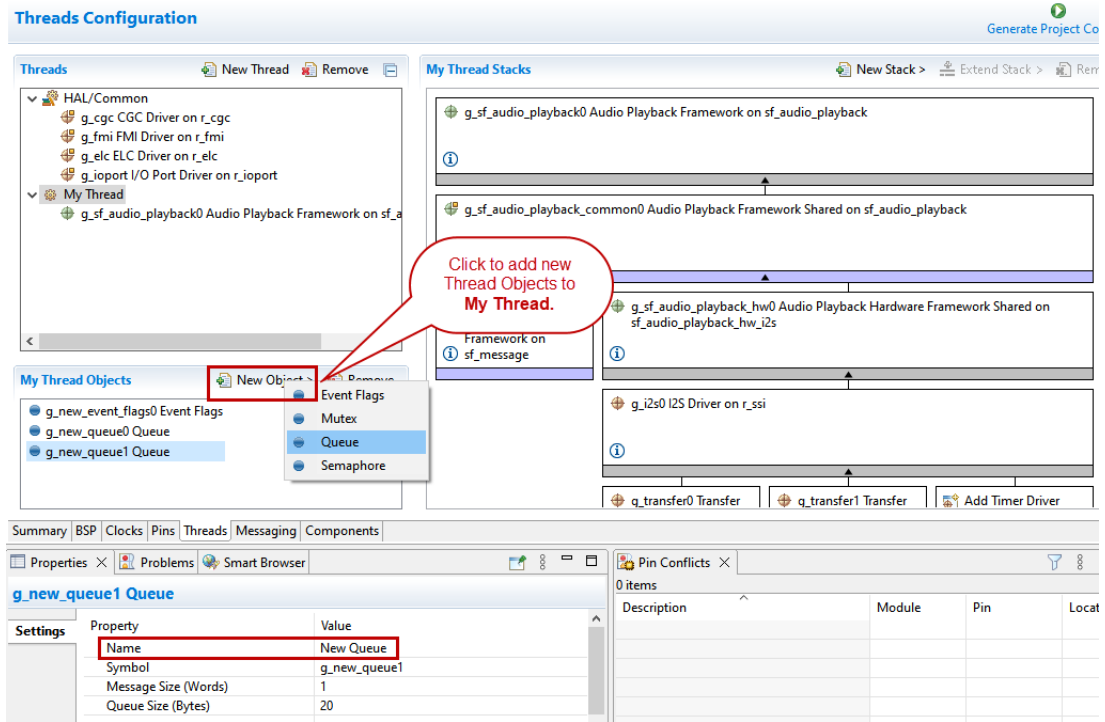 Threads Configuration
Generate Project Co
Threads
New Thread
Remove
HAL/Common
g_cgc CGC Driver on r_cgc
g_fmi FMI Driver on r_fmi
g_elc ELC Driver on r_elc
g_ioport I/O Port Driver on r_ioport
My Thread
g_sf_audio_playback0 Audio Playback Framework on sf_a
My Thread Stacks
New Stack >
Extend Stack >
Rem
g_sf_audio_playback0 Audio Playback Framework on sf_audio_playback
g_sf_audio_playback_common0 Audio Playback Framework Shared on sf_audio_playback
Click to add new
Thread Objects to
My Thread.
Framework on
sf_message
g_sf_audio_playback_hw0 Audio Playback Hardware Framework Shared on
sf_audio_playback_hw_i2s
g_i2s0 I2S Driver on r_ssi
g_transfer0 Transfer
g_transfer1 Transfer
Add Timer Driver
My Thread Objects
New Object >
Remove
g_new_event_flags0 Event Flags
g_new_queue0 Queue
g_new_queue1 Queue
Event Flags
Mutex
Queue
Semaphore
Summary BSP Clocks Pins Threads Messaging Components
Properties
Problems
Smart Browser
g_new_queue1 Queue
Settings
Property Value
Name New Queue
Symbol g_new_queue1
Message Size (Words) 1
Queue Size (Bytes) 20
Pin Conflicts
0 items
Description Module Pin Locat